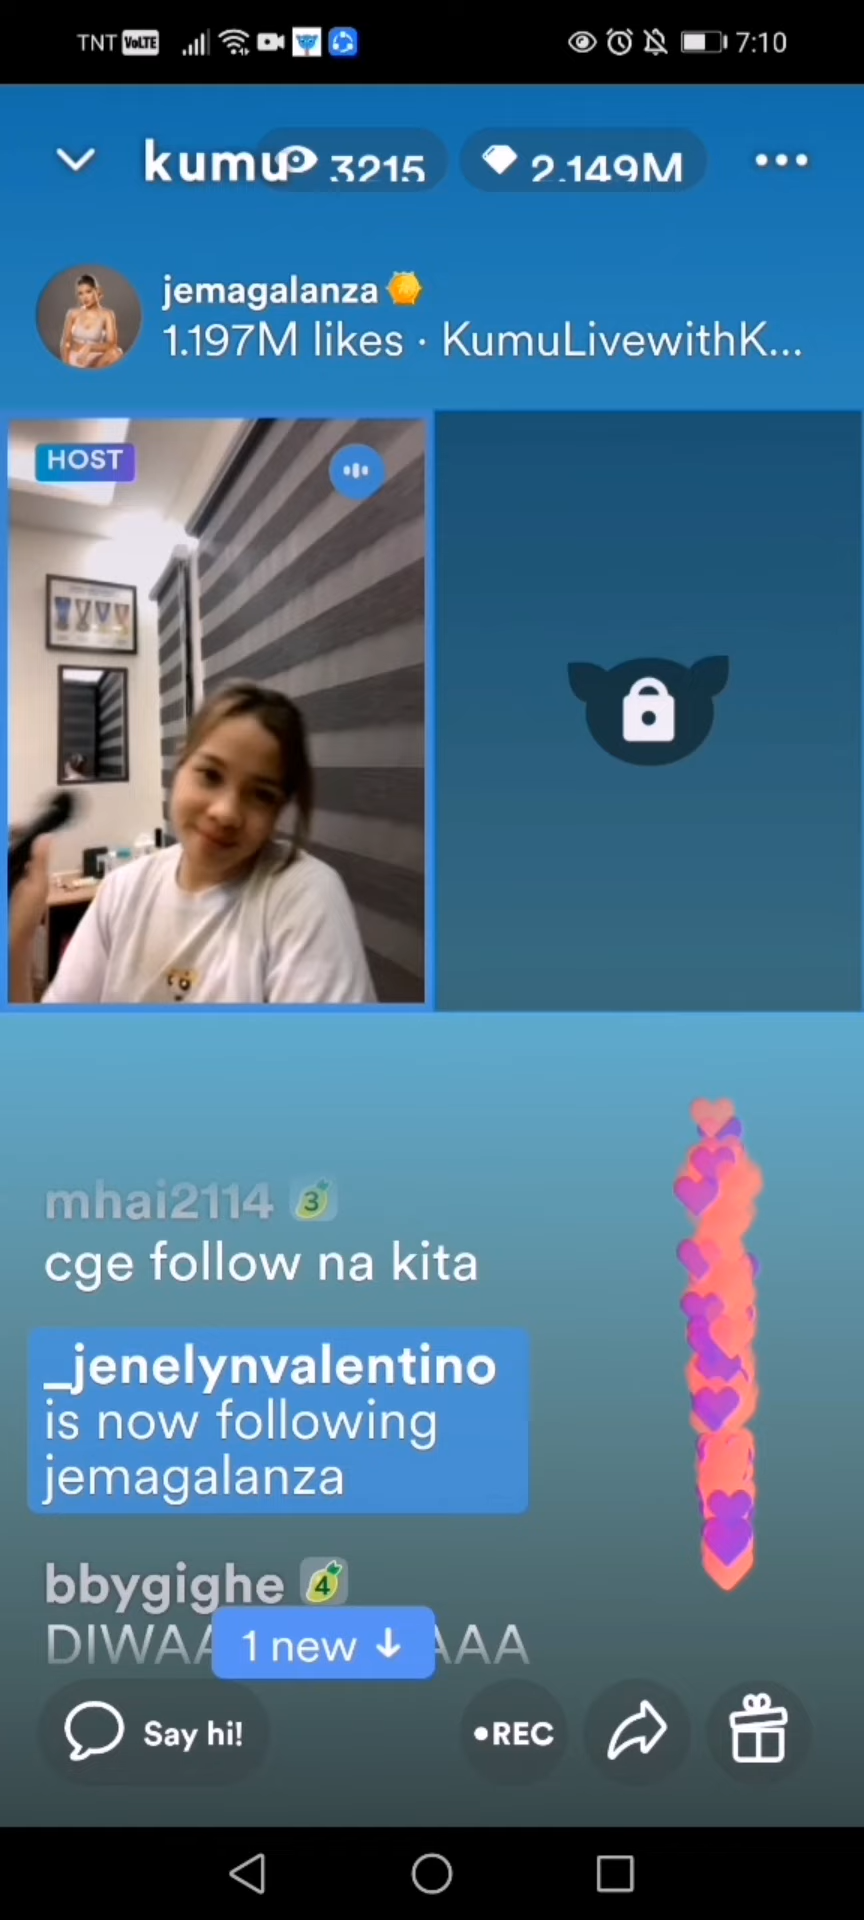 TNT VoLTE 7:10
kumu 3215 2.149M
jemagalanza
1.197M likes · KumuLivewithK...
HOST
mhai2114 3
cge follow na kita
_jenelynvalentino
is now following
jemagalanza
bbygighe 4
1 new
Say hi! •REC